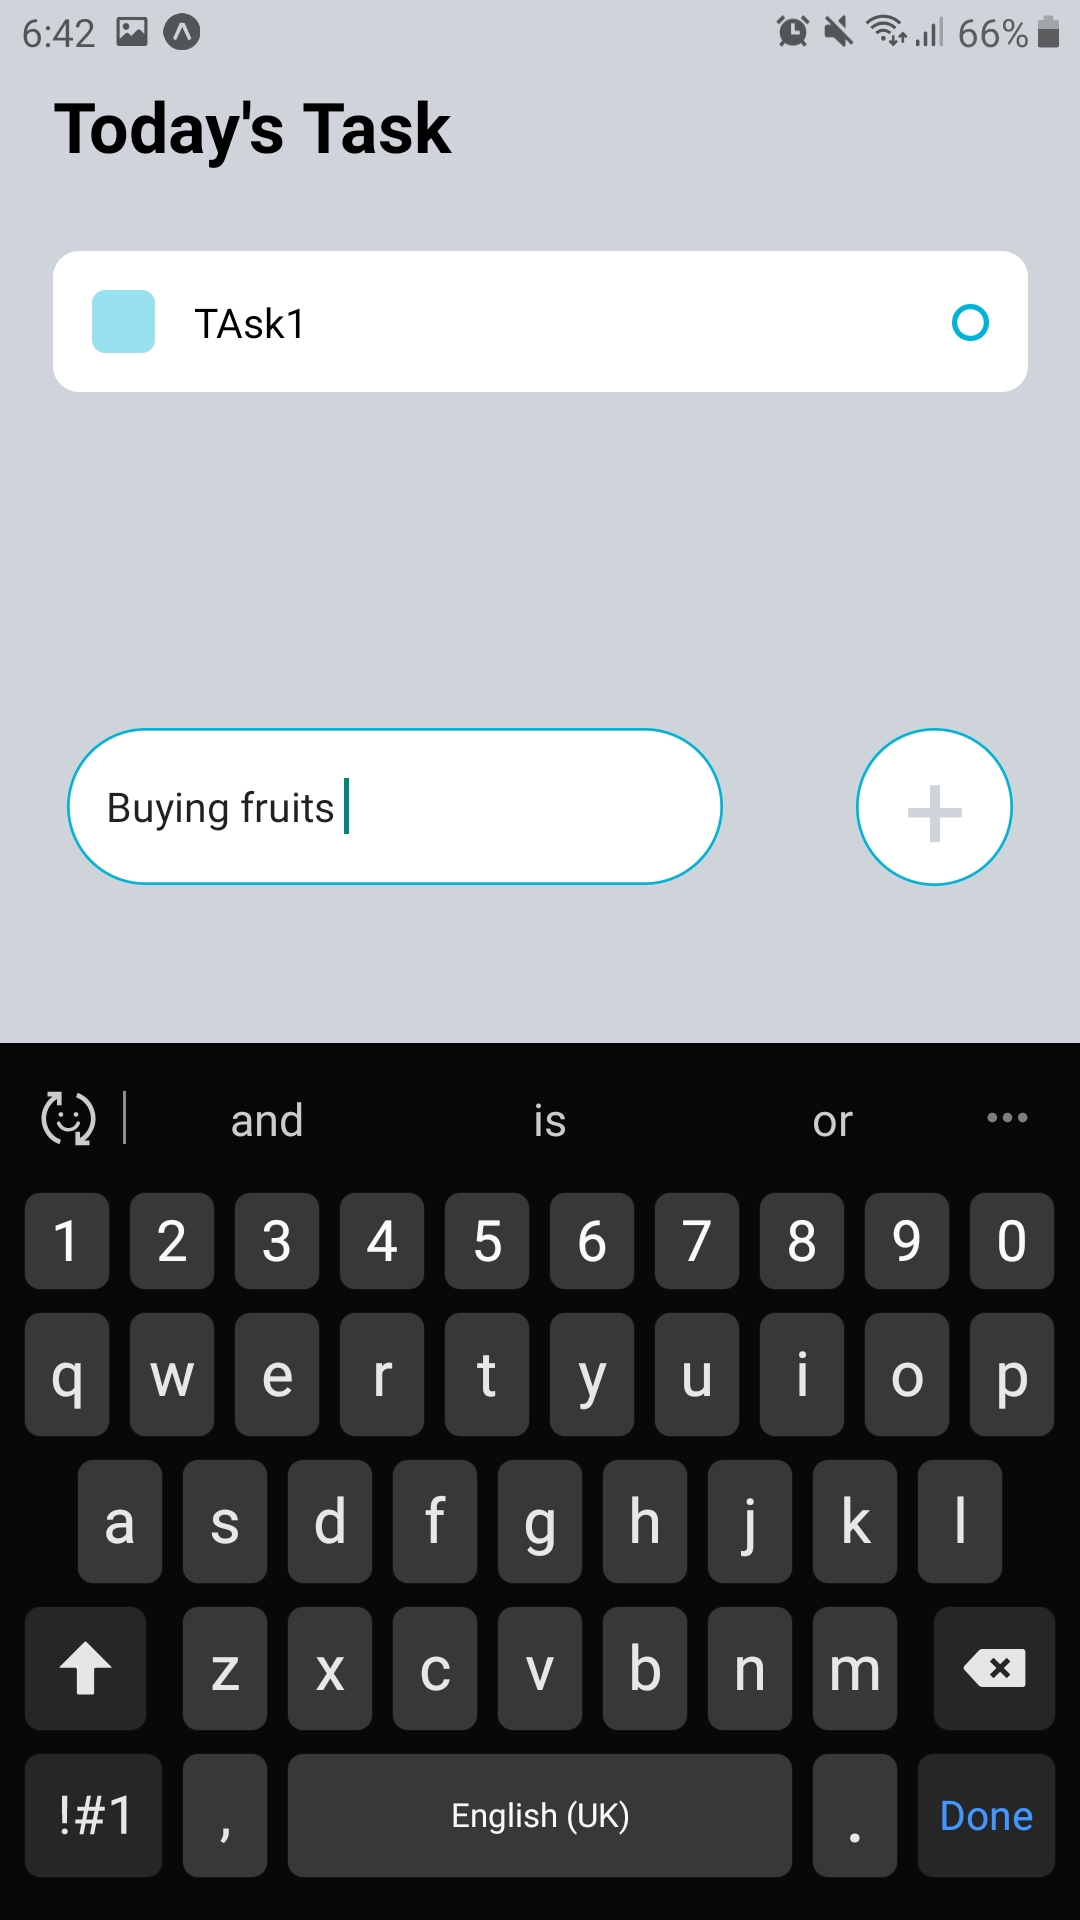 6:42 66%
Today's Task
TAsk1
Buying fruits
+
and is or
1 2 3 4 5 6 7 8 9 0
q w e r t y u i o p
a s d f g h j k l
z x c v b n m
!#1 , English (UK) . Done